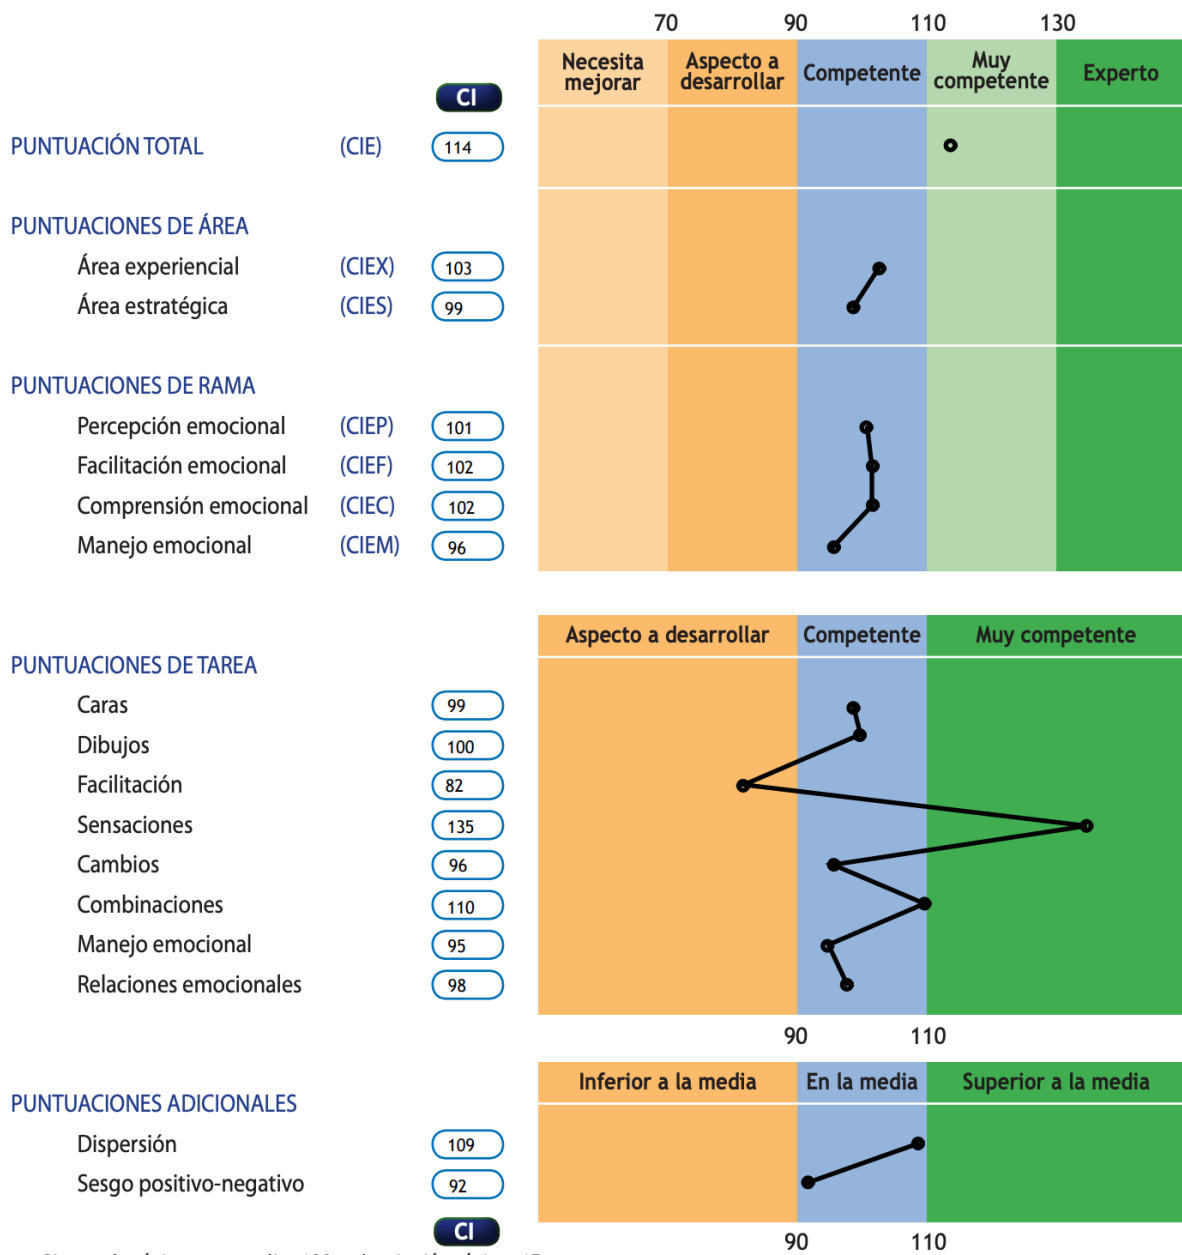 70 90 110 130
Necesita mejorar
Aspecto a desarrollar
Competente
Muy competente
Experto
CI
PUNTUACIÓN TOTAL (CIE) 114
PUNTUACIONES DE ÁREA
Área experiencial (CIEX) 103
Área estratégica (CIES) 99
PUNTUACIONES DE RAMA
Percepción emocional (CIEP) 101
Facilitación emocional (CIEF) 102
Comprensión emocional (CIEC) 102
Manejo emocional (CIEM) 96
Aspecto a desarrollar Competente Muy competente
PUNTUACIONES DE TAREA
Caras 99
Dibujos 100
Facilitación 82
Sensaciones 135
Cambios 96
Combinaciones 110
Manejo emocional 95
Relaciones emocionales 98
90 110
Inferior a la media En la media Superior a la media
PUNTUACIONES ADICIONALES
Dispersión 109
Sesgo positivo-negativo 92
CI
90 110